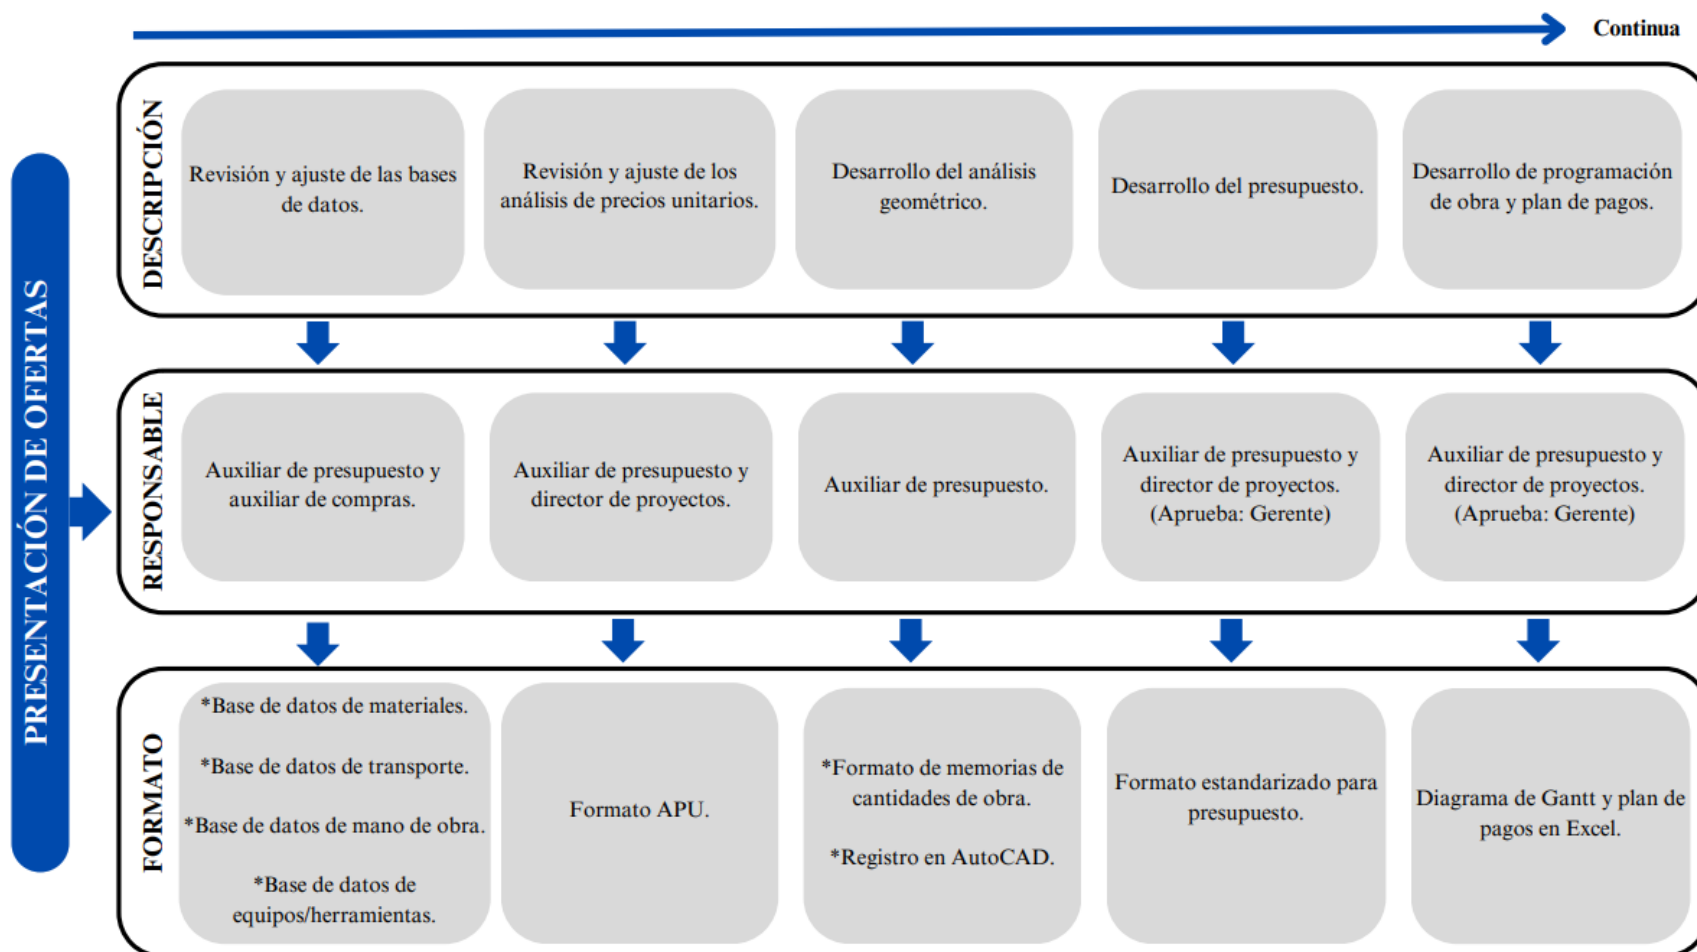 Continua
PRESENTACIÓN DE OFERTAS
DESCRIPCIÓN
Revisión y ajuste de las bases
de datos.
Revisión y ajuste de los
análisis de precios unitarios.
Desarrollo del análisis
geométrico.
Desarrollo del presupuesto.
Desarrollo de programación
de obra y plan de pagos.
RESPONSABLE
Auxiliar de presupuesto y
auxiliar de compras.
Auxiliar de presupuesto y
director de proyectos.
Auxiliar de presupuesto.
Auxiliar de presupuesto y
director de proyectos.
(Aprueba: Gerente)
Auxiliar de presupuesto y
director de proyectos.
(Aprueba: Gerente)
FORMATO
*Base de datos de materiales.
*Base de datos de transporte.
*Base de datos de mano de obra.
*Base de datos de
equipos/herramientas.
Formato APU.
*Formato de memorias de
cantidades de obra.
*Registro en AutoCAD.
Formato estandarizado para
presupuesto.
Diagrama de Gantt y plan de
pagos en Excel.